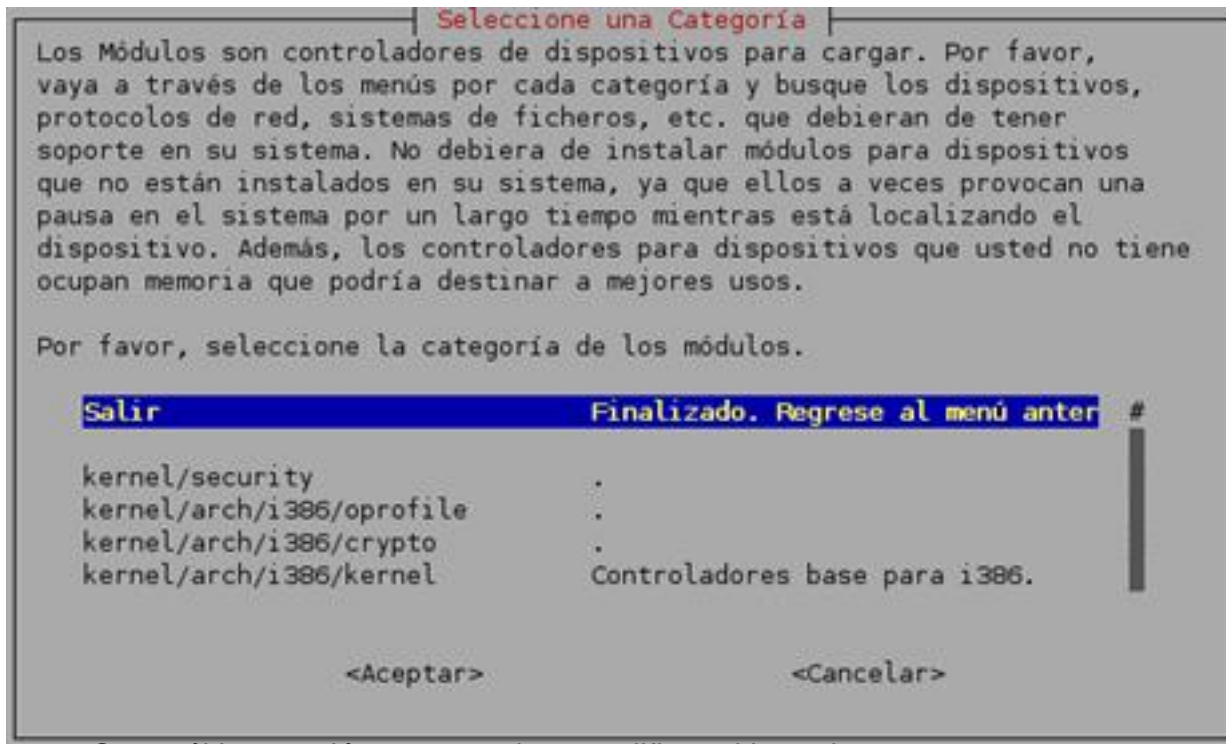 Seleccione una Categoría
Los Módulos son controladores de dispositivos para cargar. Por favor,
vaya a través de los menús por cada categoría y busque los dispositivos,
protocolos de red, sistemas de ficheros, etc. que debieran de tener
soporte en su sistema. No debiera de instalar módulos para dispositivos
que no están instalados en su sistema, ya que ellos a veces provocan una
pausa en el sistema por un largo tiempo mientras está localizando el
dispositivo. Además, los controladores para dispositivos que usted no tiene
ocupan memoria que podría destinar a mejores usos.
Por favor, seleccione la categoría de los módulos.
Salir Finalizado. Regrese al menú anter #
kernel/security .
kernel/arch/i386/oprofile .
kernel/arch/i386/crypto .
kernel/arch/i386/kernel Controladores base para i386.
<Aceptar> <Cancelar>